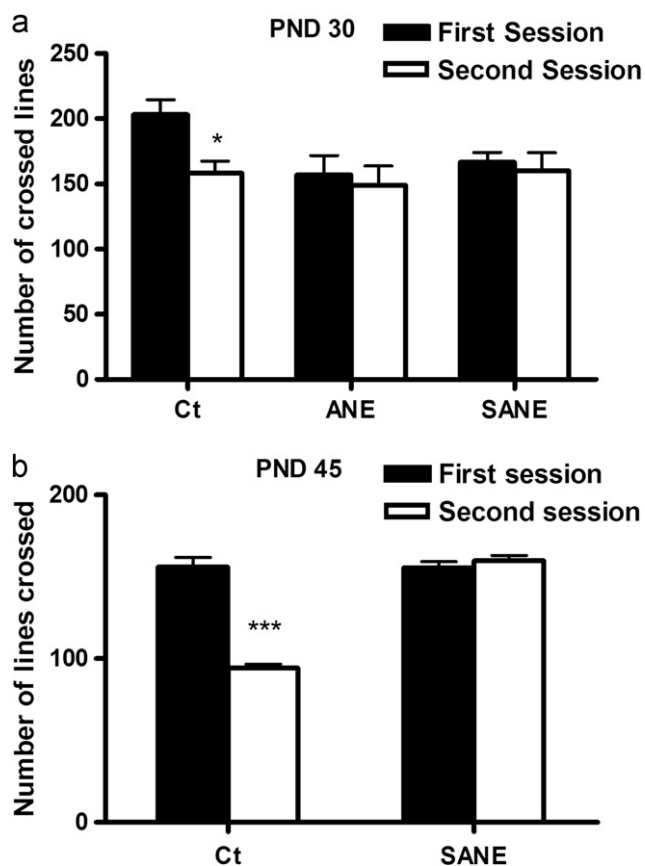 a
PND 30
First Session
Second Session
Number of crossed lines
250
200
150
100
50
0
*
Ct
ANE
SANE
b
PND 45
First session
Second session
Number of lines crossed
200
100
0
***
Ct
SANE